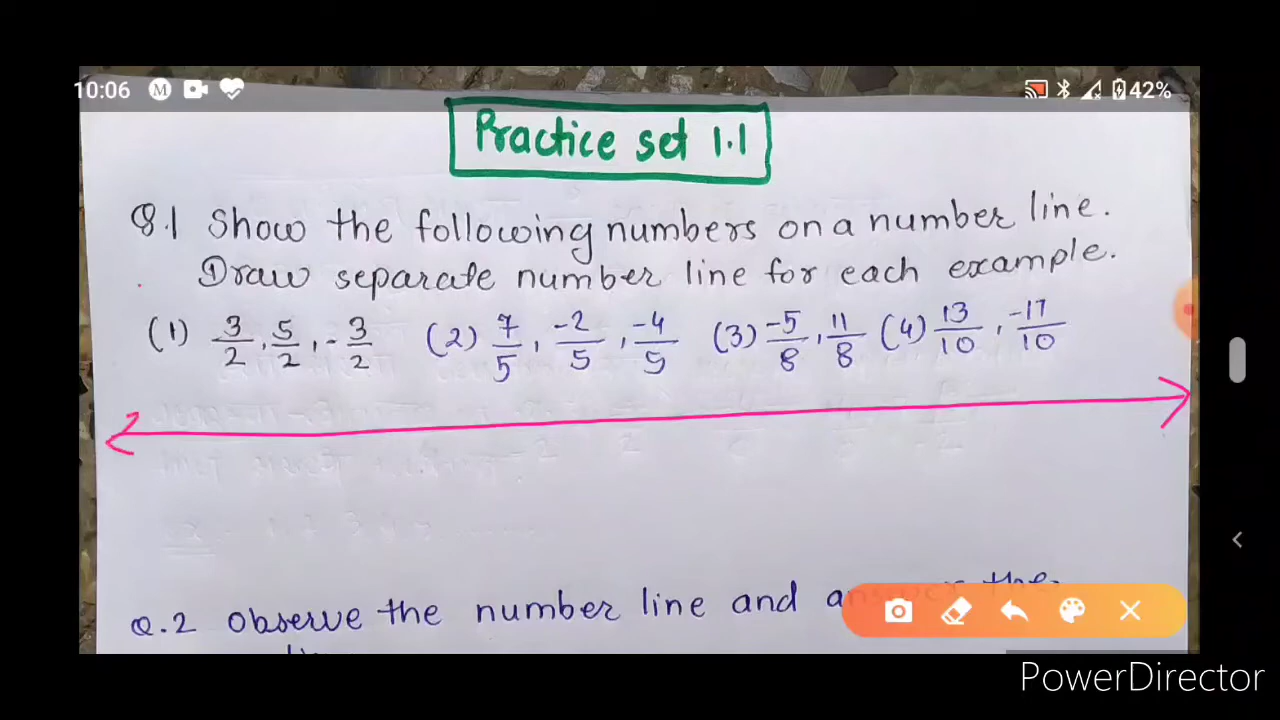 10:06 M 42%
Practice set 1.1
Q.1 Show the following numbers on a number line.
Draw separate number line for each example.
(1) 3/2, 5/2, -3/2 (2) 7/5, -2/5, -4/5 (3) -5/8, 11/8 (4) 13/10, -17/10
Q.2 Observe the number line and answer the
PowerDirector